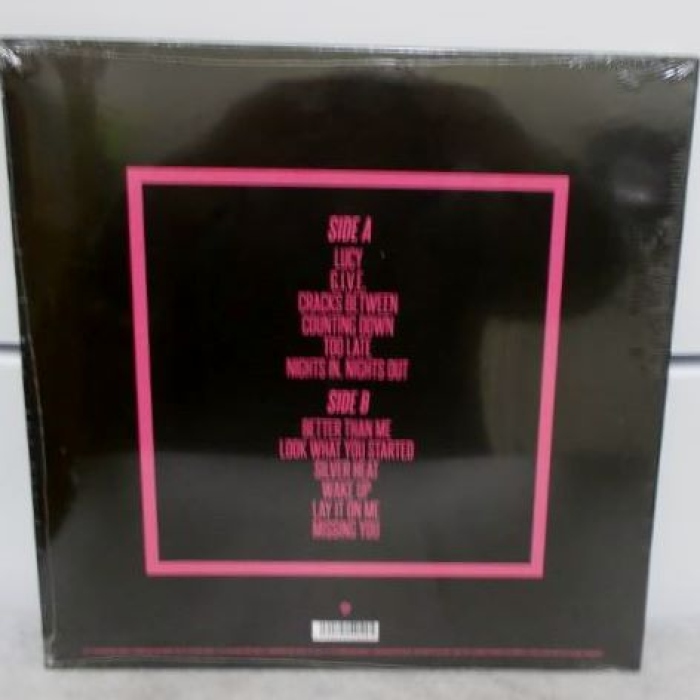 SIDE A
LUCY
G.I.V.E.
CRACKS BETWEEN
COUNTING DOWN
TOO LATE
NIGHTS IN, NIGHTS OUT
SIDE B
BETTER THAN ME
LOOK WHAT YOU STARTED
SILVER HEAT
WAKE UP
LAY IT ON ME
MISSING YOU